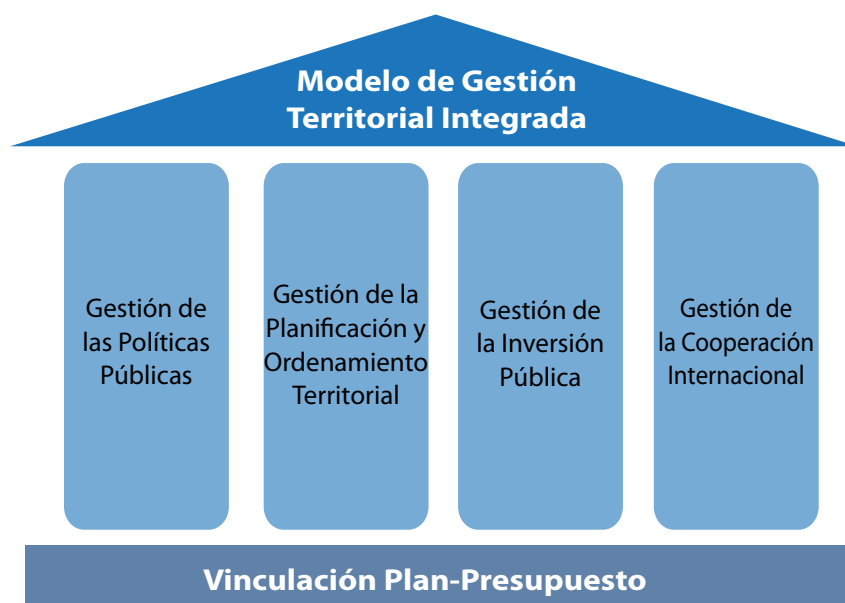 Modelo de Gestión
Territorial Integrada
Gestión de
las Políticas
Públicas
Gestión de la
Planificación y
Ordenamiento
Territorial
Gestión de
la Inversión
Pública
Gestión de
la Cooperación
Internacional
Vinculación Plan-Presupuesto